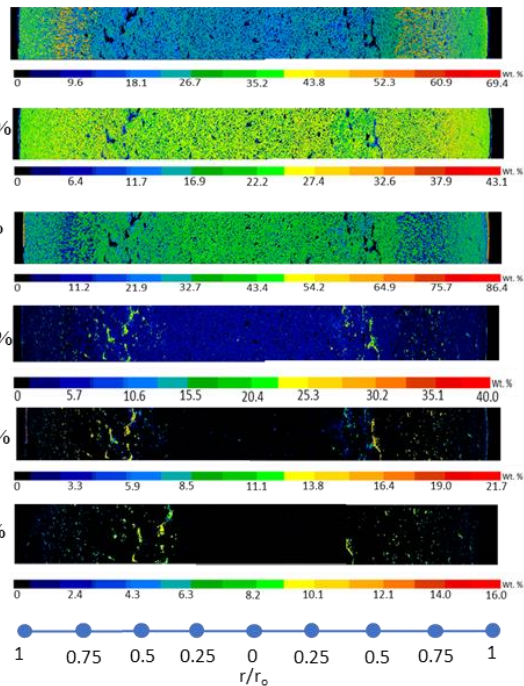 Wt. %
0 9.6 18.1 26.7 35.2 43.8 52.3 60.9 69.4
%
0 6.4 11.7 16.9 22.2 27.4 32.6 37.9 43.1
%
0 11.2 21.9 32.7 43.4 54.2 64.9 75.7 86.4
%
Wt. %
0 5.7 10.6 15.5 20.4 25.3 30.2 35.1 40.0
%
Wt. %
0 3.3 5.9 8.5 11.1 13.8 16.4 19.0 21.7
%
Wt. %
0 2.4 4.3 6.3 8.2 10.1 12.1 14.0 16.0
1 0.75 0.5 0.25 0 0.25 0.5 0.75 1
r/rₒ